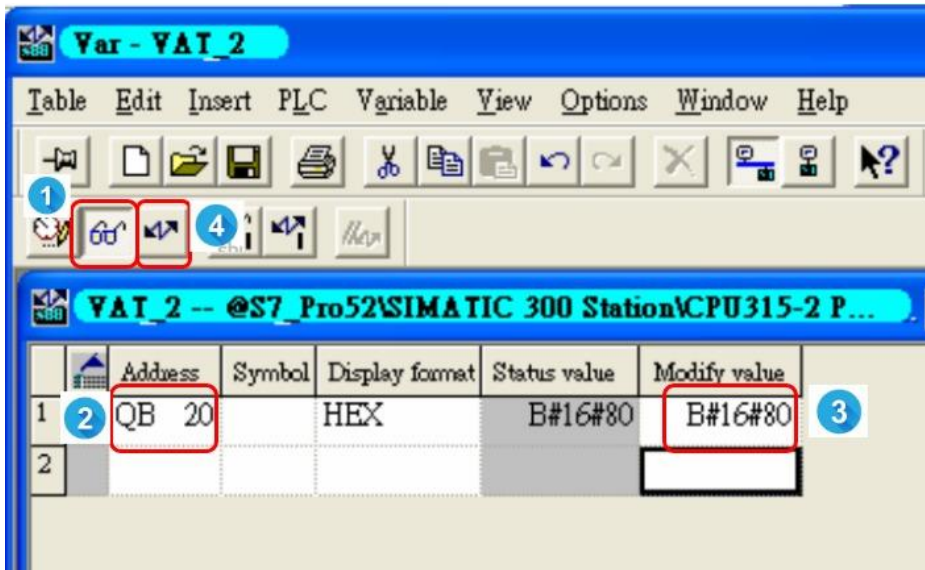 Var - VAT_2
Table Edit Insert PLC Variable View Options Window Help
1
4
VAT_2 -- @S7_Pro52\SIMATIC 300 Station\CPU315-2 P...
Address Symbol Display format Status value Modify value
1 2 QB 20 HEX B#16#80 B#16#80 3
2